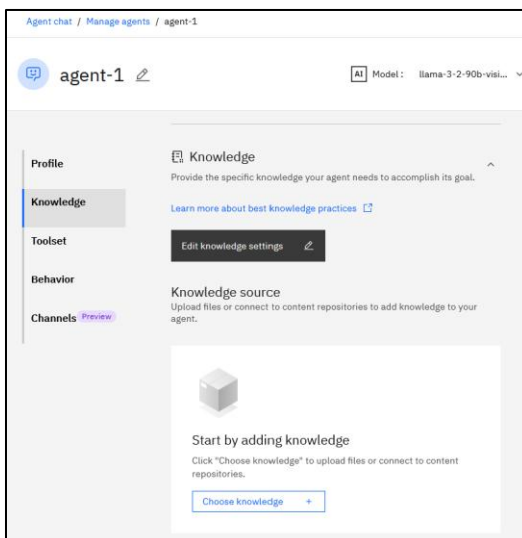 Agent chat / Manage agents / agent-1
agent-1
AI Model : llama-3-2-90b-visi...
Profile
Knowledge
Toolset
Behavior
Channels Preview
Knowledge
Provide the specific knowledge your agent needs to accomplish its goal.
Learn more about best knowledge practices
Edit knowledge settings
Knowledge source
Upload files or connect to content repositories to add knowledge to your
agent.
Start by adding knowledge
Click "Choose knowledge" to upload files or connect to content
repositories.
Choose knowledge +